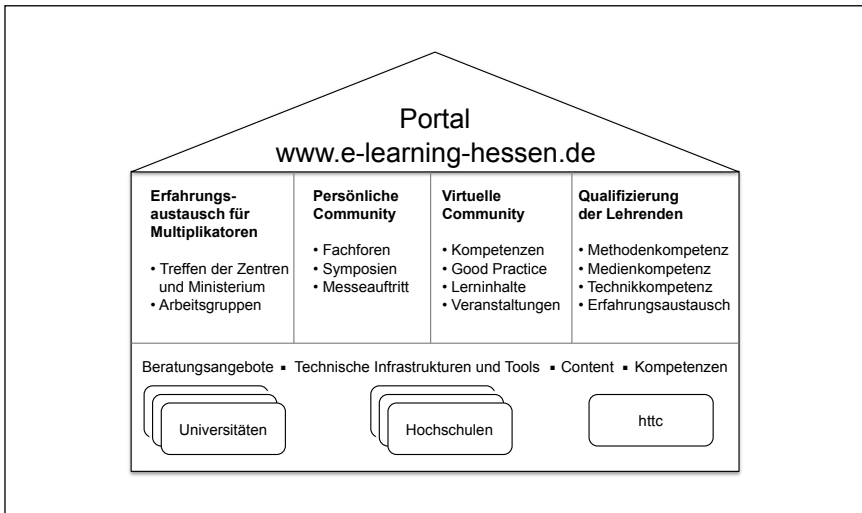 Portal
www.e-learning-hessen.de
Erfahrungs-
austausch für
Multiplikatoren
• Treffen der Zentren
und Ministerium
• Arbeitsgruppen
Persönliche
Community
• Fachforen
• Symposien
• Messeauftritt
Virtuelle
Community
• Kompetenzen
• Good Practice
• Lerninhalte
• Veranstaltungen
Qualifizierung
der Lehrenden
• Methodenkompetenz
• Medienkompetenz
• Technikkompetenz
• Erfahrungsaustausch
Beratungsangebote ▪ Technische Infrastrukturen und Tools ▪ Content ▪ Kompetenzen
Universitäten
Hochschulen
httc